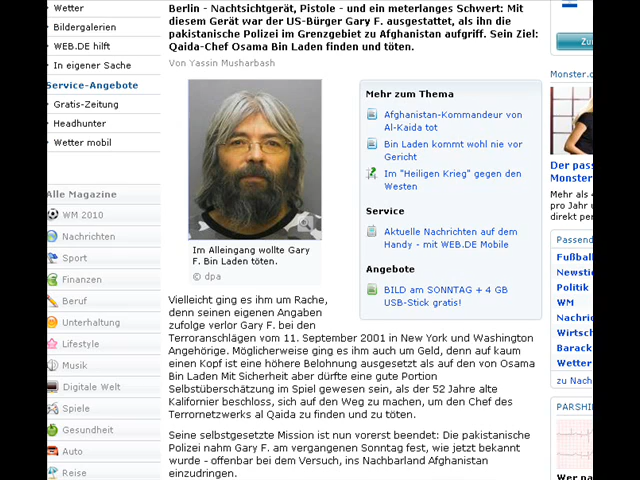 Wetter
Bildergalerien
WEB.DE hilft
In eigener Sache
Service-Angebote
Gratis-Zeitung
Headhunter
Wetter mobil
Alle Magazine
WM 2010
Nachrichten
Sport
Finanzen
Beruf
Unterhaltung
Lifestyle
Musik
Digitale Welt
Spiele
Gesundheit
Auto
Reise
Berlin - Nachtsichtgerät, Pistole - und ein meterlanges Schwert: Mit
diesem Gerät war der US-Bürger Gary F. ausgestattet, als ihn die
pakistanische Polizei im Grenzgebiet zu Afghanistan aufgriff. Sein Ziel:
Qaida-Chef Osama Bin Laden finden und töten.
Von Yassin Musharbash
Im Alleingang wollte Gary
F. Bin Laden töten.
© dpa
Mehr zum Thema
Afghanistan-Kommandeur von
Al-Kaida tot
Bin Laden kommt wohl nie vor
Gericht
Im "Heiligen Krieg" gegen den
Westen
Service
Aktuelle Nachrichten auf dem
Handy - mit WEB.DE Mobile
Angebote
BILD am SONNTAG + 4 GB
USB-Stick gratis!
Vielleicht ging es ihm um Rache,
denn seinen eigenen Angaben
zufolge verlor Gary F. bei den
Terroranschlägen vom 11. September 2001 in New York und Washington
Angehörige. Möglicherweise ging es ihm auch um Geld, denn auf kaum
einen Kopf ist eine höhere Belohnung ausgesetzt als auf den von Osama
Bin Laden Mit Sicherheit aber dürfte eine gute Portion
Selbstüberschätzung im Spiel gewesen sein, als der 52 Jahre alte
Kalifornier beschloss, sich auf den Weg zu machen, um den Chef des
Terrornetzwerks al Qaida zu finden und zu töten.
Seine selbstgesetzte Mission ist nun vorerst beendet: Die pakistanische
Polizei nahm Gary F. am vergangenen Sonntag fest, wie jetzt bekannt
wurde - offenbar bei dem Versuch, ins Nachbarland Afghanistan
einzudringen.
Zu
Monster.
Der pas
Monster
Mehr als
pro Jahr
direkt per
Passend
Fußball
Newstic
Politik
WM
Nachric
Wirtsch
Barack
Wetter
zu Nach
PARSHI
Wer pa